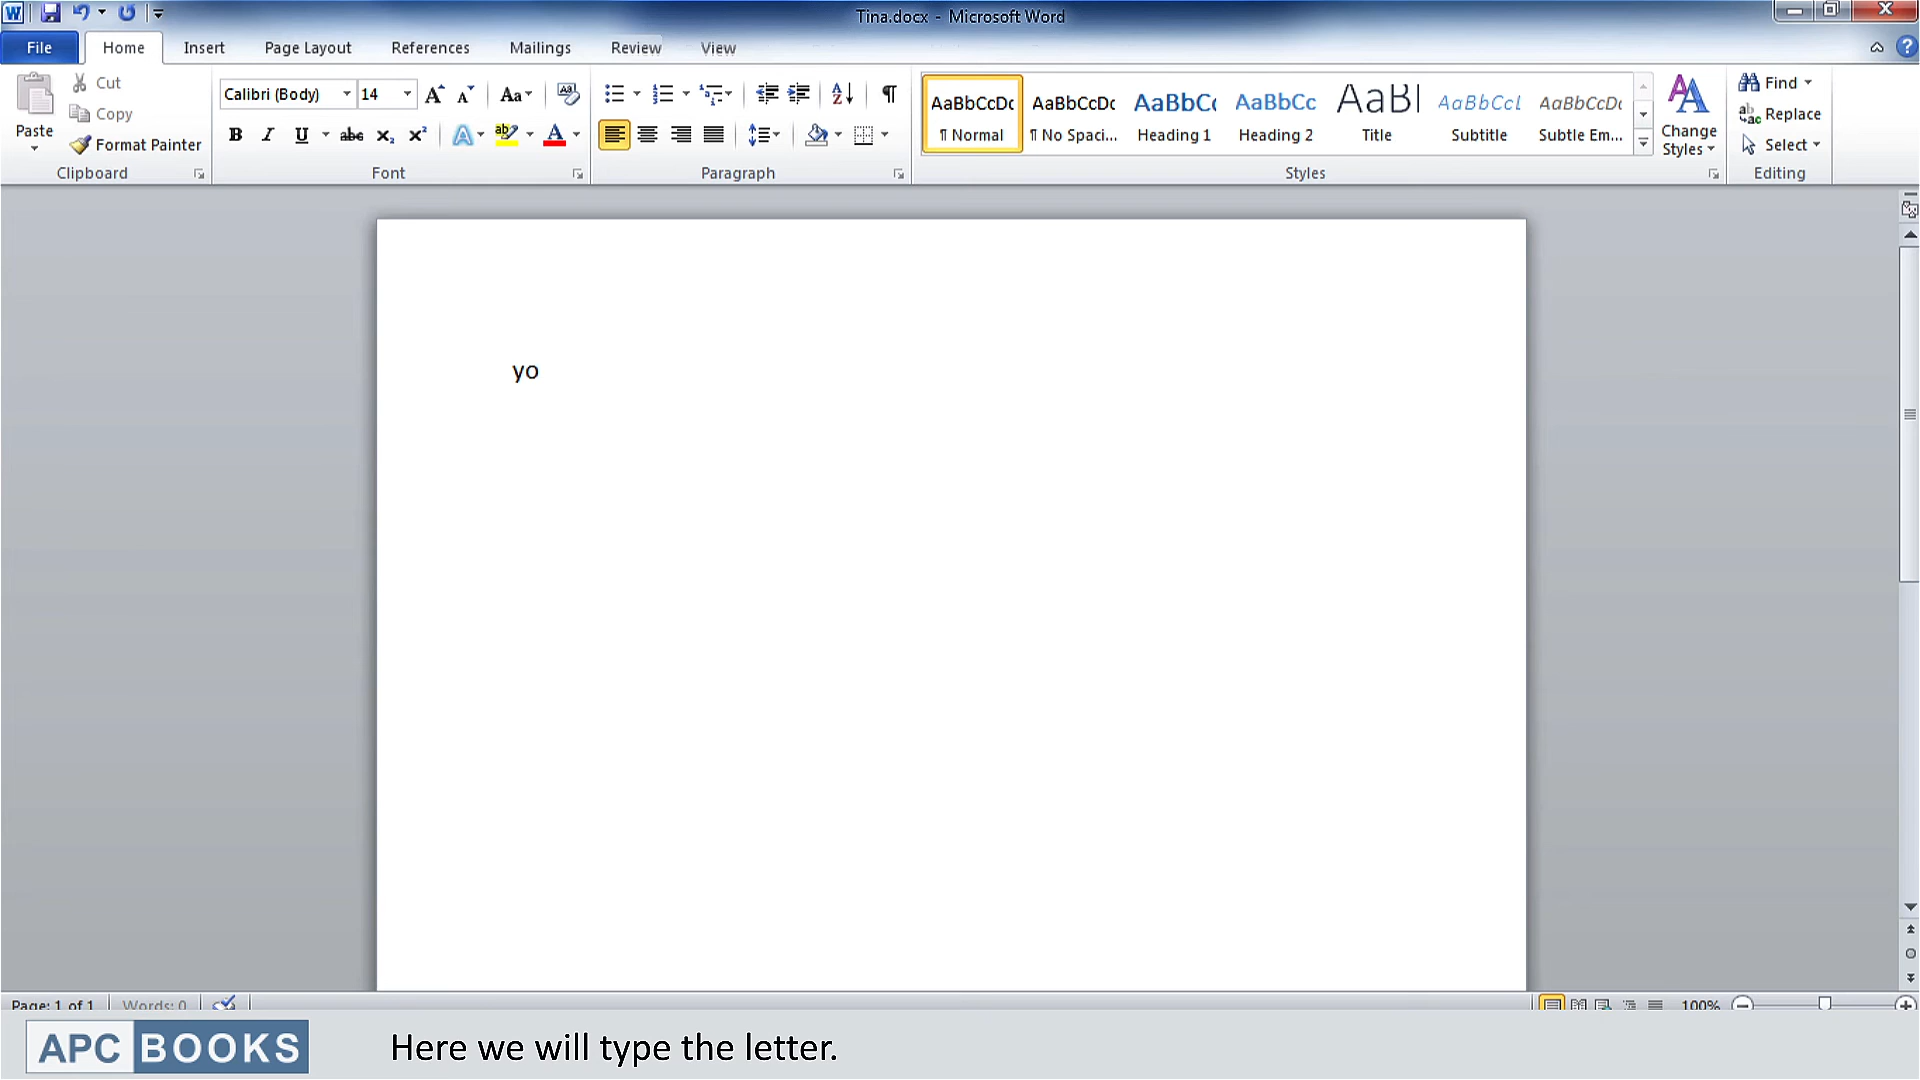 Tina.docx - Microsoft Word
File Home Insert Page Layout References Mailings Review View
Paste
Cut
Copy
Format Painter
Clipboard
Calibri (Body) 14
Font
Paragraph
AaBbCcDc AaBbCcDc AaBbC AaBbCc AaBl AaBbCcL AaBbCcDc
¶ Normal ¶ No Spaci... Heading 1 Heading 2 Title Subtitle Subtle Em...
Change Styles
Styles
Find
Replace
Select
Editing
yo
Page: 1 of 1 Words: 0 100%
APC BOOKS
Here we will type the letter.